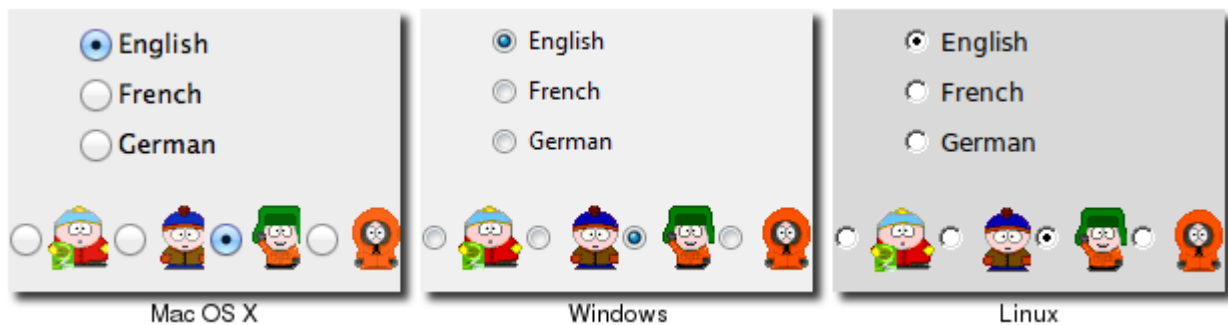 English
French
German
Mac OS X
English
French
German
Windows
English
French
German
Linux